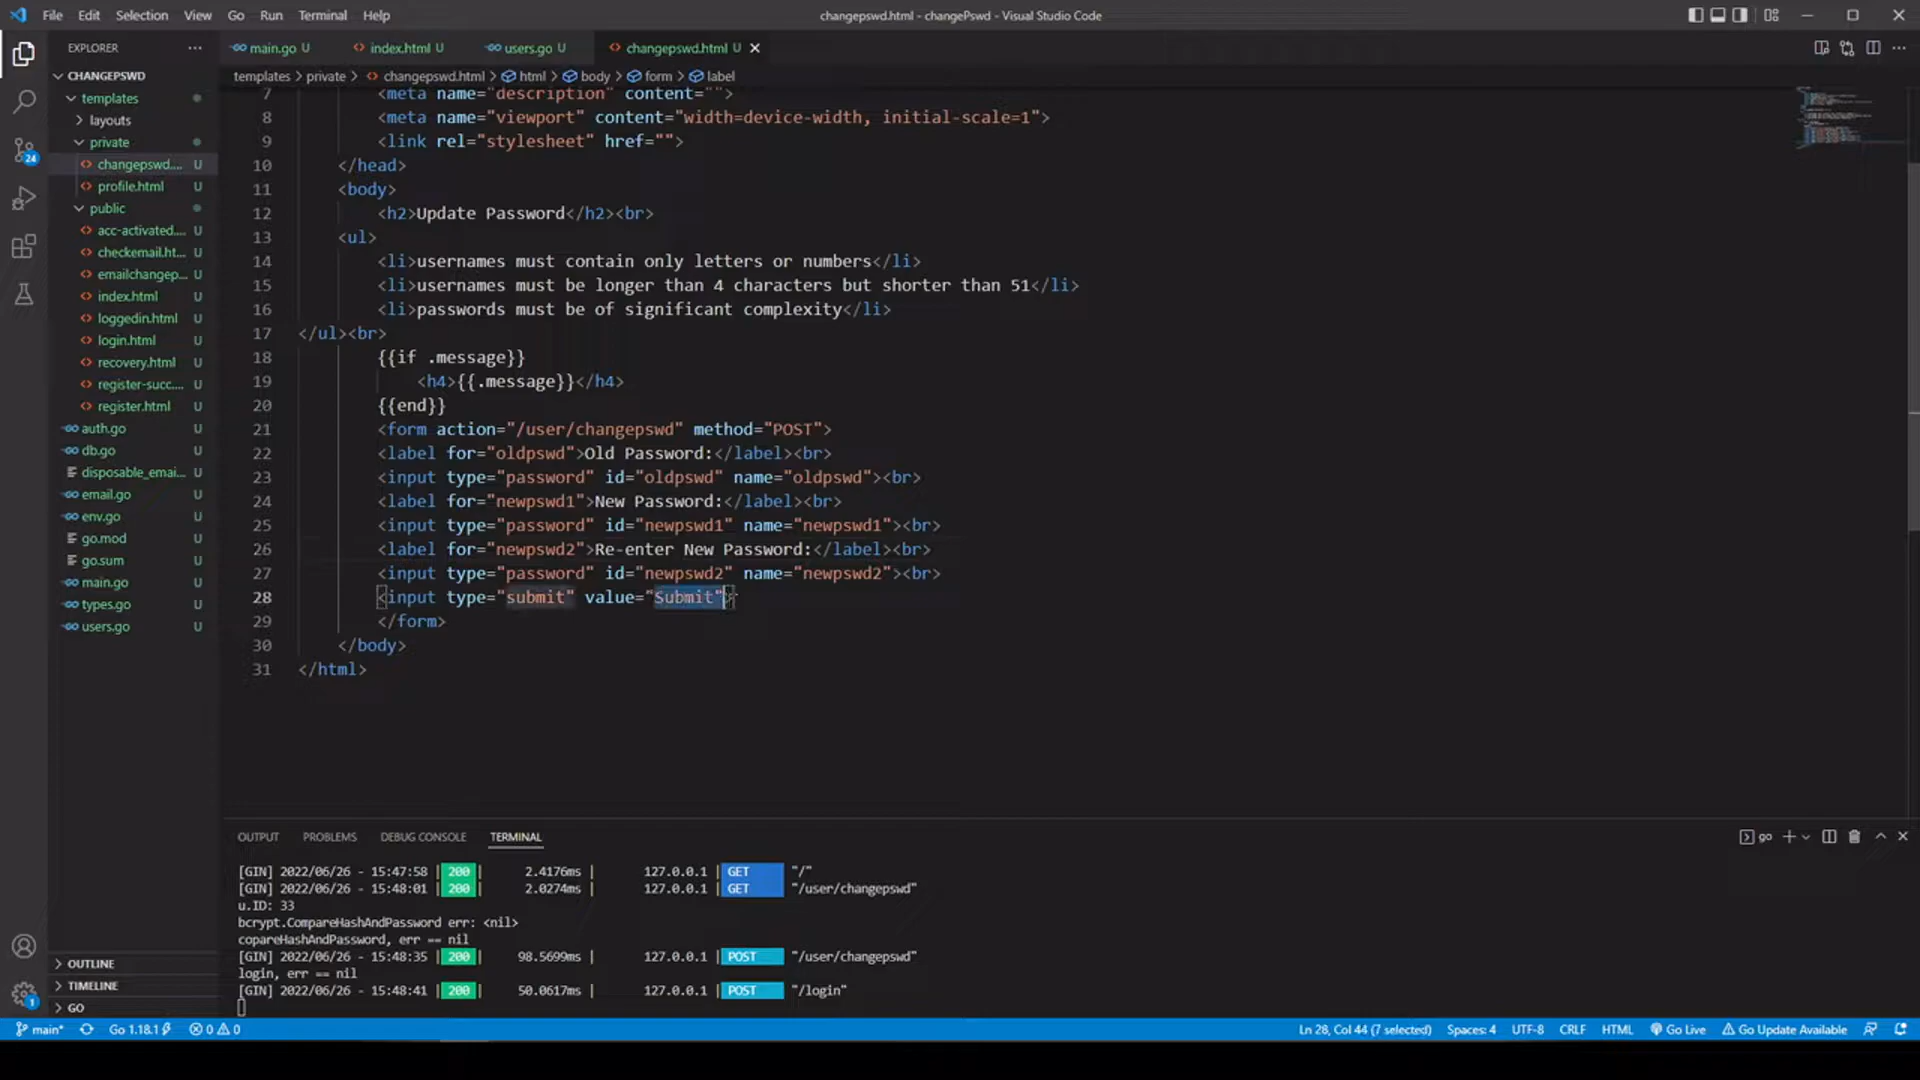 File Edit Selection View Go Run Terminal Help
changepswd.html - changePswd - Visual Studio Code
EXPLORER
CHANGEPSWD
templates
layouts
private
changepswd.... U
profile.html U
public
acc-activated.... U
checkemail.ht... U
emailchangep... U
index.html U
loggedin.html U
login.html U
recovery.html U
register-succ.... U
register.html U
auth.go U
db.go U
disposable_emai... U
email.go U
env.go U
go.mod U
go.sum U
main.go U
types.go U
users.go U
OUTLINE
TIMELINE
GO
24
1
main.go U index.html U users.go U changepswd.html U
templates > private > changepswd.html > html > body > form > label
7 <meta name="description" content="">
8 <meta name="viewport" content="width=device-width, initial-scale=1">
9 <link rel="stylesheet" href="">
10 </head>
11 <body>
12 <h2>Update Password</h2><br>
13 <ul>
14 <li>usernames must contain only letters or numbers</li>
15 <li>usernames must be longer than 4 characters but shorter than 51</li>
16 <li>passwords must be of significant complexity</li>
17 </ul><br>
18 {{if .message}}
19 <h4>{{.message}}</h4>
20 {{end}}
21 <form action="/user/changepswd" method="POST">
22 <label for="oldpswd">Old Password:</label><br>
23 <input type="password" id="oldpswd" name="oldpswd"><br>
24 <label for="newpswd1">New Password:</label><br>
25 <input type="password" id="newpswd1" name="newpswd1"><br>
26 <label for="newpswd2">Re-enter New Password:</label><br>
27 <input type="password" id="newpswd2" name="newpswd2"><br>
28 <input type="submit" value="Submit">
29 </form>
30 </body>
31 </html>
OUTPUT PROBLEMS DEBUG CONSOLE TERMINAL
go
[GIN] 2022/06/26 - 15:47:58 | 200 | 2.4176ms | 127.0.0.1 | GET "/"
[GIN] 2022/06/26 - 15:48:01 | 200 | 2.0274ms | 127.0.0.1 | GET "/user/changepswd"
u.ID: 33
bcrypt.CompareHashAndPassword err: <nil>
copareHashAndPassword, err == nil
[GIN] 2022/06/26 - 15:48:35 | 200 | 98.5699ms | 127.0.0.1 | POST "/user/changepswd"
login, err == nil
[GIN] 2022/06/26 - 15:48:41 | 200 | 50.0617ms | 127.0.0.1 | POST "/login"
main* Go 1.18.1 0 0 Ln 28, Col 44 (7 selected) Spaces: 4 UTF-8 CRLF HTML Go Live Go Update Available